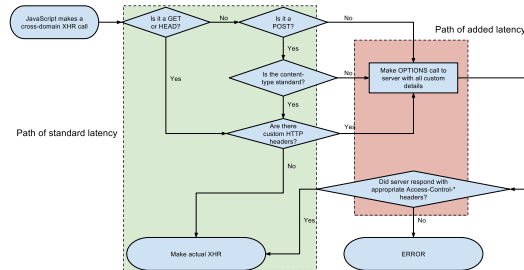 JavaScript makes a
cross-domain XHR call
Is it a GET
or HEAD?
No
Is it a
POST?
No
Path of added latency
Yes
Yes
Is the content-
type standard?
No
Make OPTIONS call to
server with all custom
details
Yes
Path of standard latency
Are there
custom HTTP
headers?
Yes
No
Did server respond with
appropriate Access-Control-*
headers?
Yes
No
Make actual XHR
ERROR